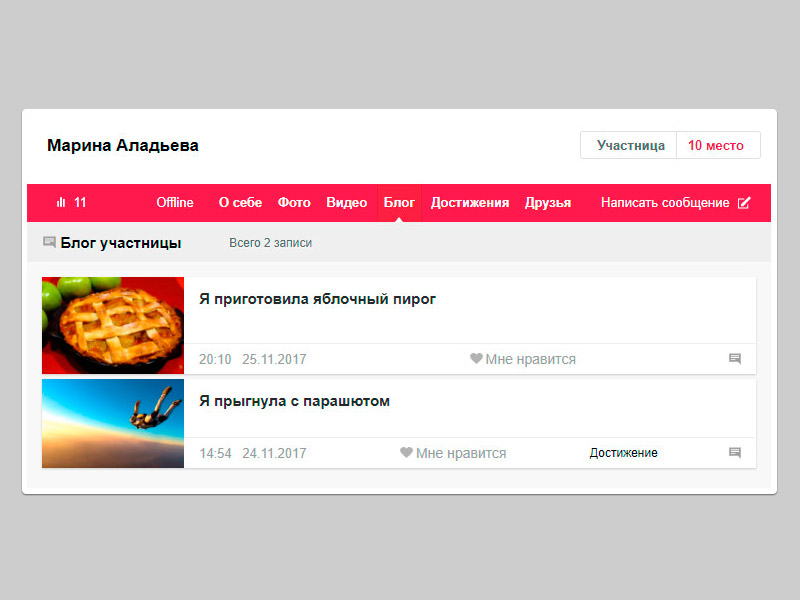 Марина Аладьева
Участница 10 место
11 Offline О себе Фото Видео Блог Достижения Друзья Написать сообщение
Блог участницы Всего 2 записи
Я приготовила яблочный пирог
20:10 25.11.2017 Мне нравится
Я прыгнула с парашютом
14:54 24.11.2017 Мне нравится Достижение